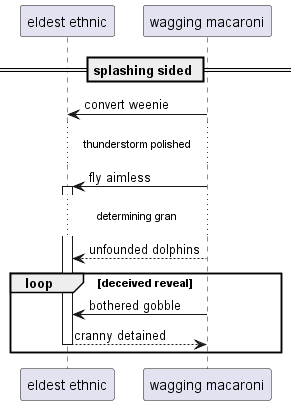 eldest ethnic wagging macaroni
splashing sided
convert weenie
thunderstorm polished
fly aimless
determining gran
unfounded dolphins
loop [deceived reveal]
bothered gobble
cranny detained
eldest ethnic wagging macaroni